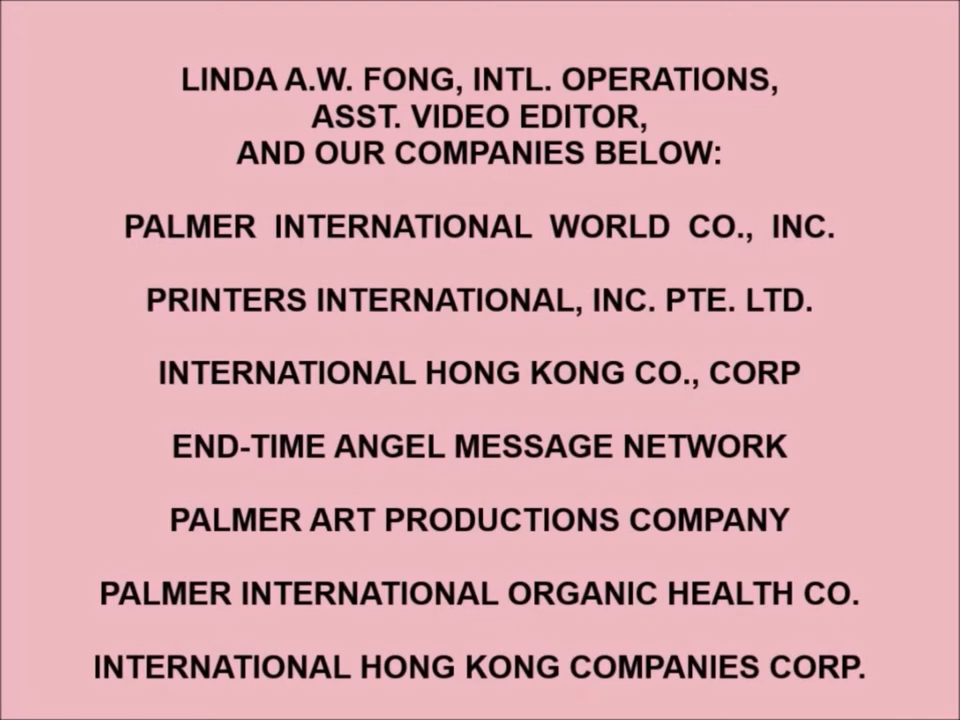 LINDA A.W. FONG, INTL. OPERATIONS,
ASST. VIDEO EDITOR,
AND OUR COMPANIES BELOW:
PALMER INTERNATIONAL WORLD CO., INC.
PRINTERS INTERNATIONAL, INC. PTE. LTD.
INTERNATIONAL HONG KONG CO., CORP
END-TIME ANGEL MESSAGE NETWORK
PALMER ART PRODUCTIONS COMPANY
PALMER INTERNATIONAL ORGANIC HEALTH CO.
INTERNATIONAL HONG KONG COMPANIES CORP.